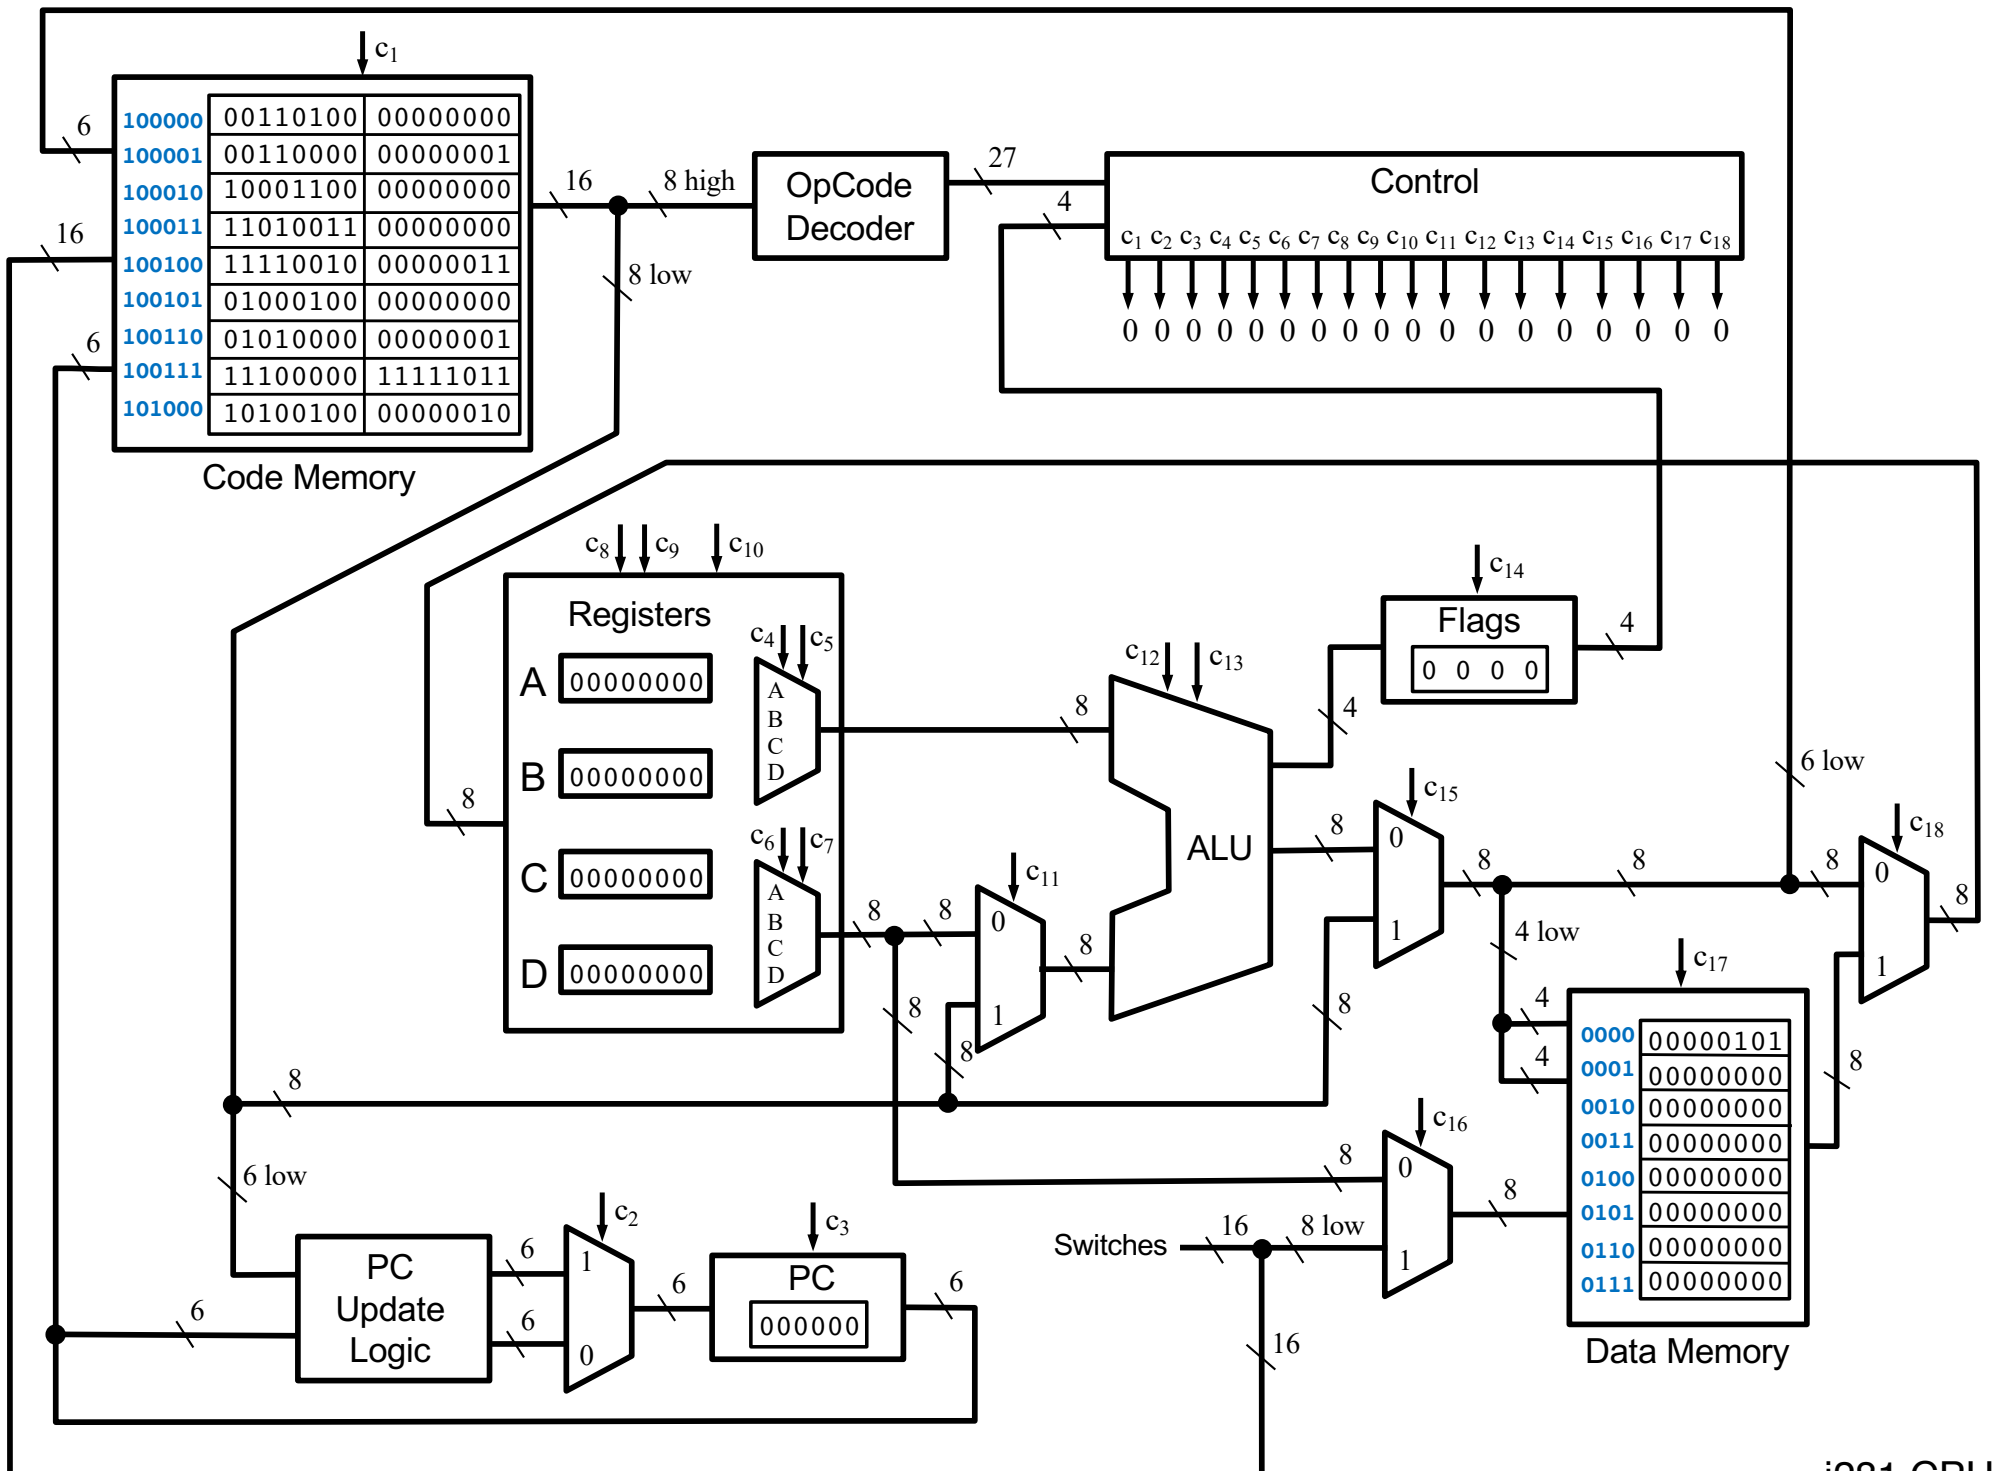 c1
100000 00110100 00000000
100001 00110000 00000001
100010 10001100 00000000
100011 11010011 00000000
100100 11110010 00000011
100101 01000100 00000000
100110 01010000 00000001
100111 11100000 11111011
101000 10100100 00000010
Code Memory
6
16
6
16
8 high
8 low
OpCode
Decoder
27
4
Control
c1 c2 c3 c4 c5 c6 c7 c8 c9 c10 c11 c12 c13 c14 c15 c16 c17 c18
0 0 0 0 0 0 0 0 0 0 0 0 0 0 0 0 0 0
c8 c9 c10
Registers
A 00000000
B 00000000
C 00000000
D 00000000
8
c4 c5
A
B
C
D
c6 c7
A
B
C
D
8
8
8
8
c11
0
1
8
8
c12 c13
ALU
4
c14
Flags
0 0 0 0
4
8
c15
0
1
8
8
8
8
6 low
4 low
4
4
c18
0
1
8
8
c17
0000 00000101
0001 00000000
0010 00000000
0011 00000000
0100 00000000
0101 00000000
0110 00000000
0111 00000000
Data Memory
8
6 low
6
PC
Update
Logic
6
6
c2
1
0
6
c3
PC
000000
6
Switches
16
8 low
16
8
c16
0
1
8